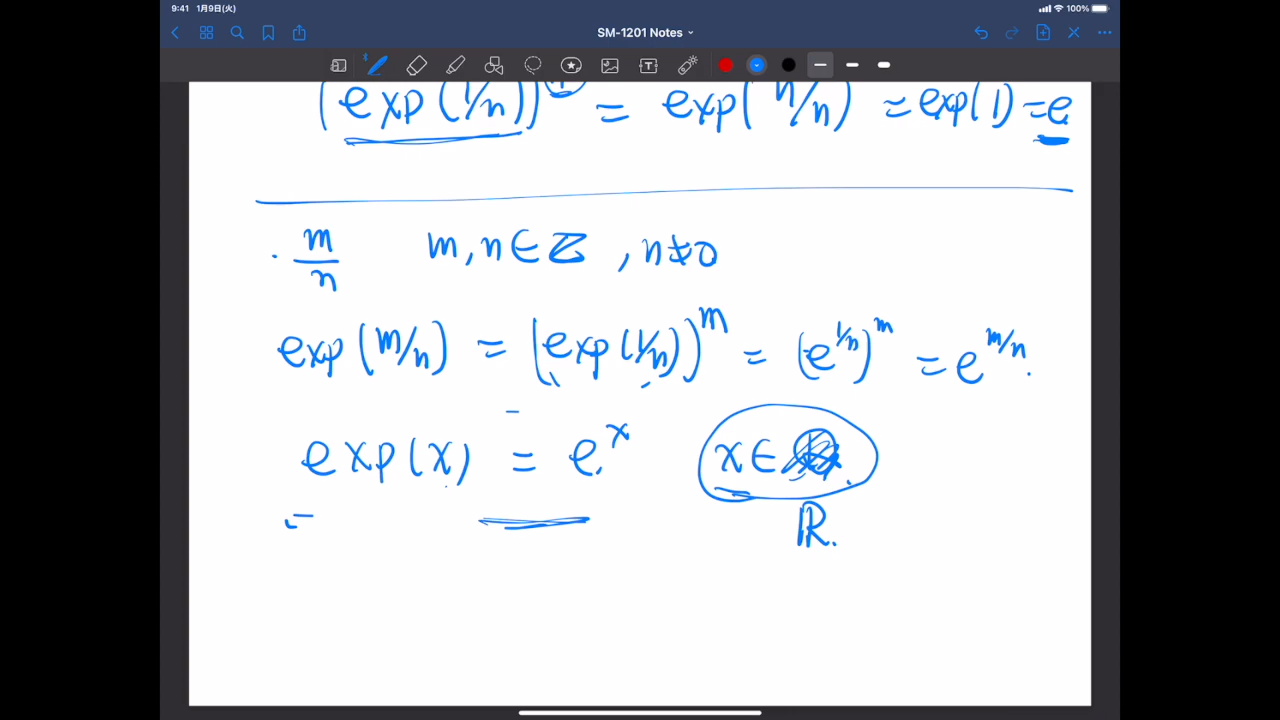 9:41 1月9日(火) 100%
SM-1201 Notes
(exp(1/n))ⁿ = exp(n/n) = exp(1) = e
· m/n m, n ∈ ℤ , n ≠ 0
exp(m/n) = (exp(1/n))^m = (e^{1/n})^m = e^{m/n}.
exp(x) = e^x x ∈
ℝ.